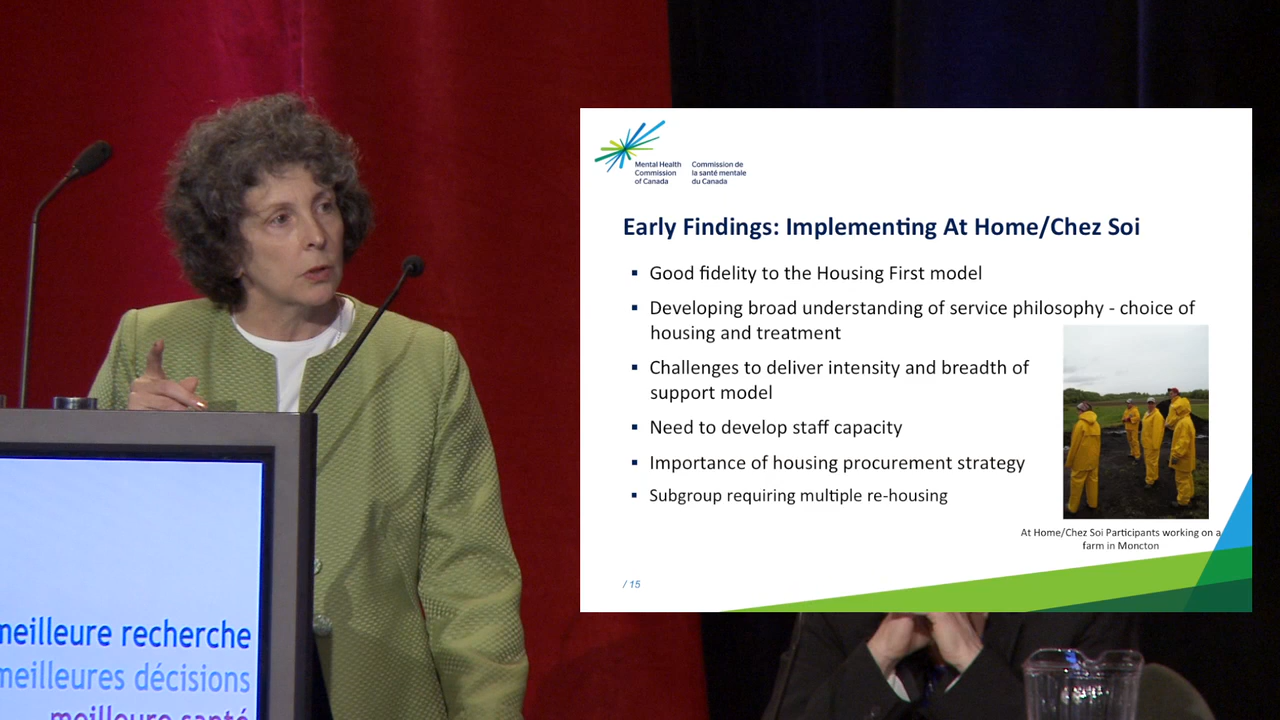 Mental Health
Commission
of Canada
Commission de
la santé mentale
du Canada
Early Findings: Implementing At Home/Chez Soi
▪ Good fidelity to the Housing First model
▪ Developing broad understanding of service philosophy - choice of
housing and treatment
▪ Challenges to deliver intensity and breadth of
support model
▪ Need to develop staff capacity
▪ Importance of housing procurement strategy
▪ Subgroup requiring multiple re-housing
At Home/Chez Soi Participants working on a
farm in Moncton
/ 15
meilleure recherche
meilleures décisions
meilleure santé